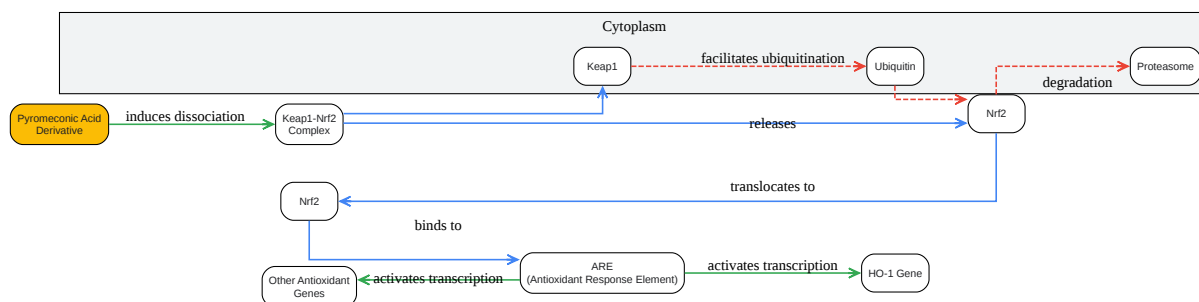 Cytoplasm
Keap1
facilitates ubiquitination
Ubiquitin
Proteasome
degradation
Pyromeconic Acid
Derivative
induces dissociation
Keap1-Nrf2
Complex
releases
Nrf2
translocates to
Nrf2
binds to
ARE
(Antioxidant Response Element)
activates transcription
HO-1 Gene
activates transcription
Other Antioxidant
Genes